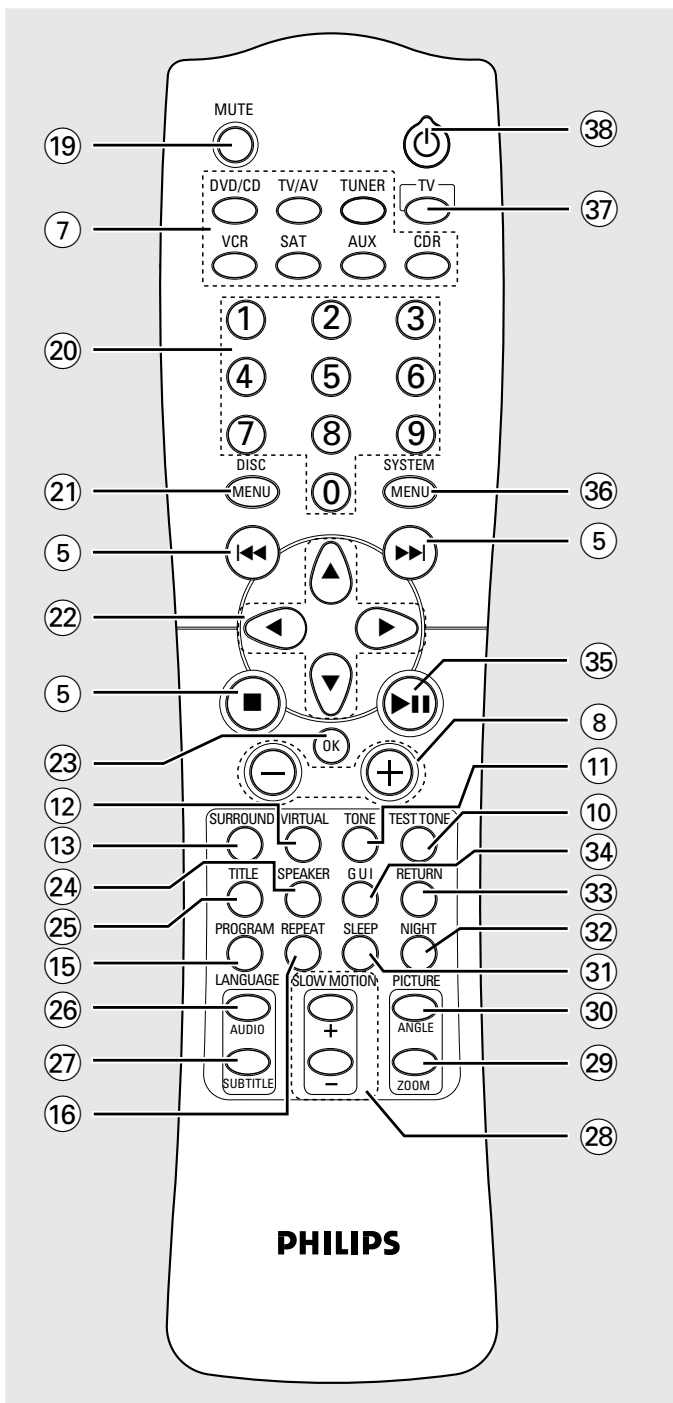 MUTE
19 38
DVD/CD TV/AV TUNER TV
7 37
VCR SAT AUX CDR
1 2 3
20
4 5 6
7 8 9
DISC SYSTEM
21 MENU 0 MENU 36
5 5
22
35
5
8
23 OK
11
12
SURROUND VIRTUAL TONE TEST TONE
10
13
34
24 TITLE SPEAKER GUI RETURN
33
25
PROGRAM REPEAT SLEEP NIGHT
32
15
31
LANGUAGE SLOW MOTION PICTURE
26 30
AUDIO + ANGLE
27 29
SUBTITLE – ZOOM
16
28
PHILIPS